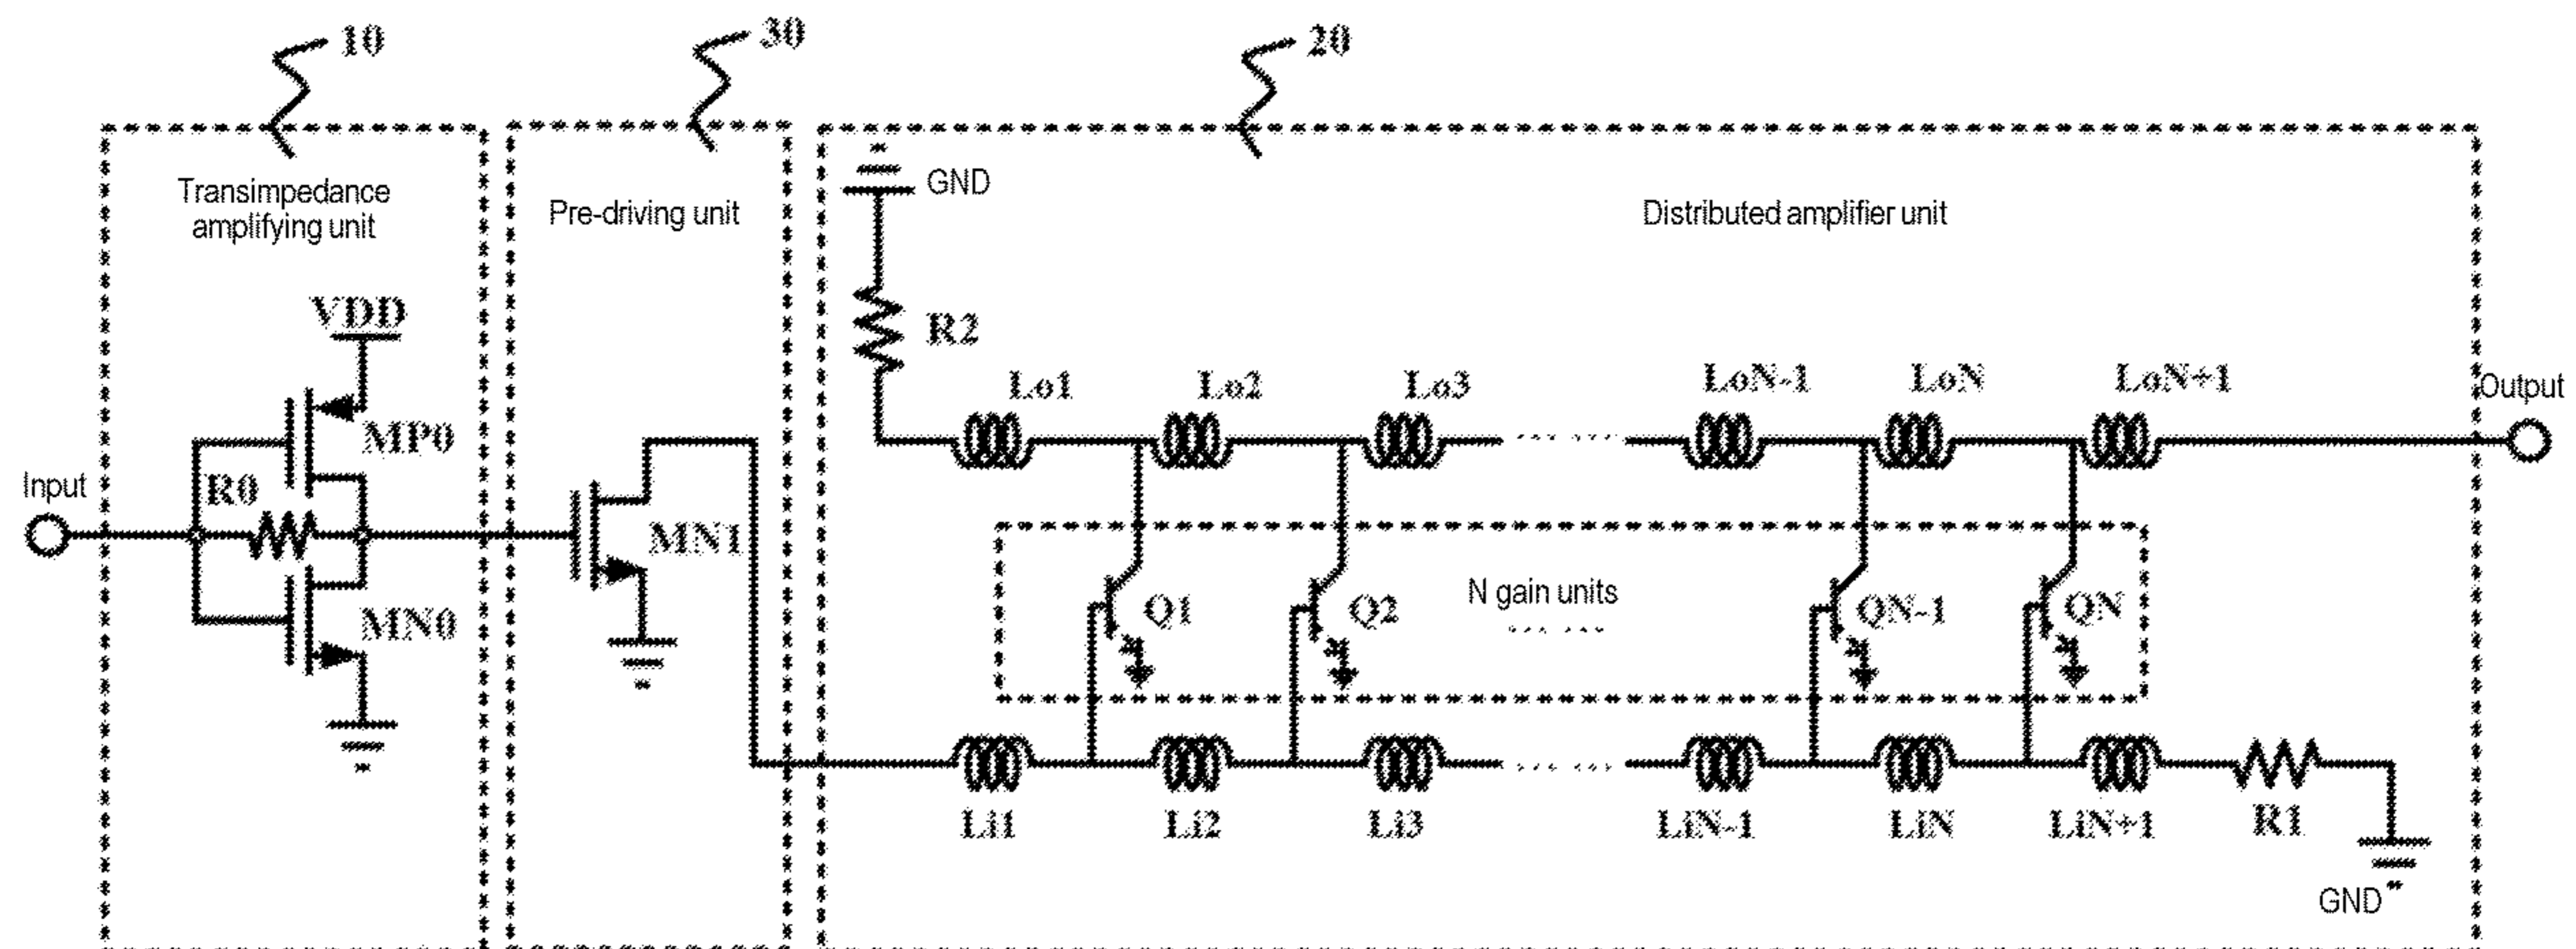 10
30
20
Transimpedance
amplifying unit
Pre-driving unit
GND
Distributed amplifier unit
VDD
R2
Lo1
Lo2
Lo3
LoN-1
LoN
LoN+1
Output
MP0
Input
R0
MN1
MN0
N gain units
Q1
Q2
QN-1
QN
Li1
Li2
Li3
LiN-1
LiN
LiN+1
R1
GND